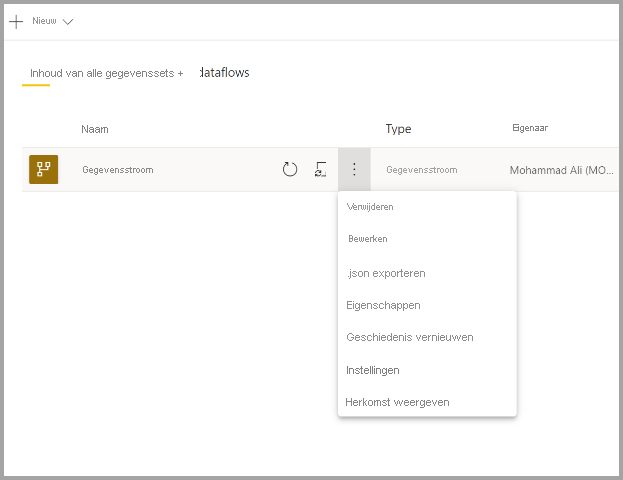 Nieuw
Inhoud van alle gegevenssets + dataflows
Naam Type Eigenaar
Gegevensstroom Gegevensstroom Mohammad Ali (MO...
Verwijderen
Bewerken
.json exporteren
Eigenschappen
Geschiedenis vernieuwen
Instellingen
Herkomst weergeven